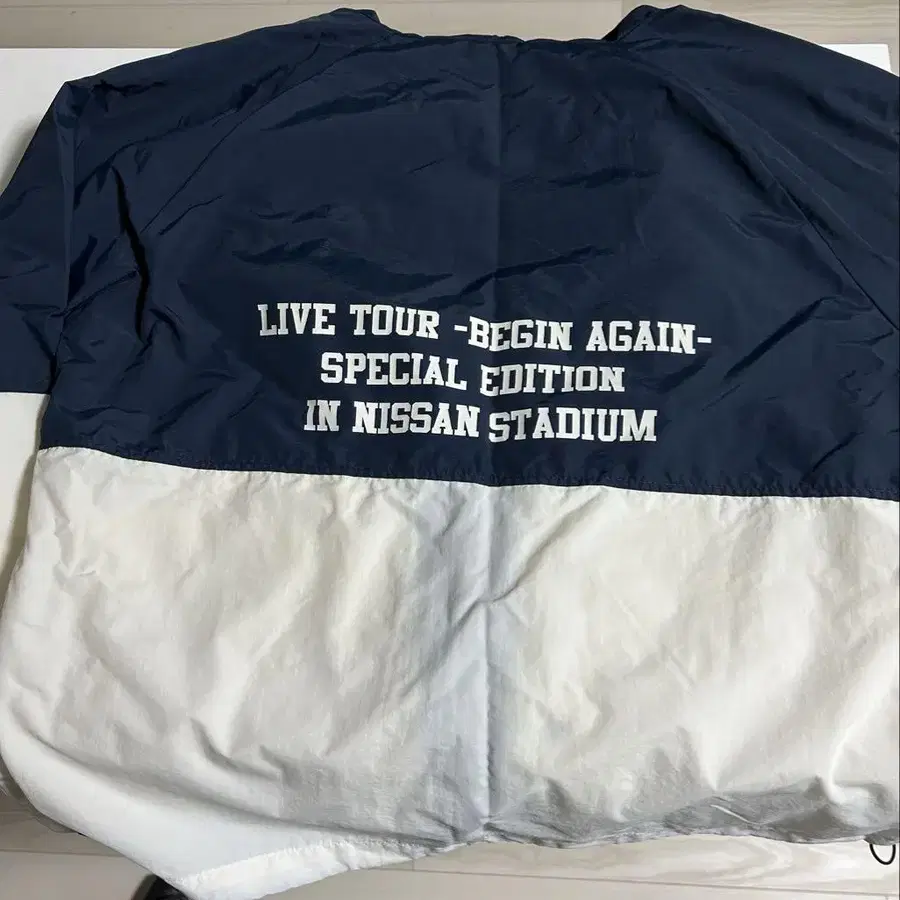 LIVE TOUR -BEGIN AGAIN-
SPECIAL EDITION
IN NISSAN STADIUM